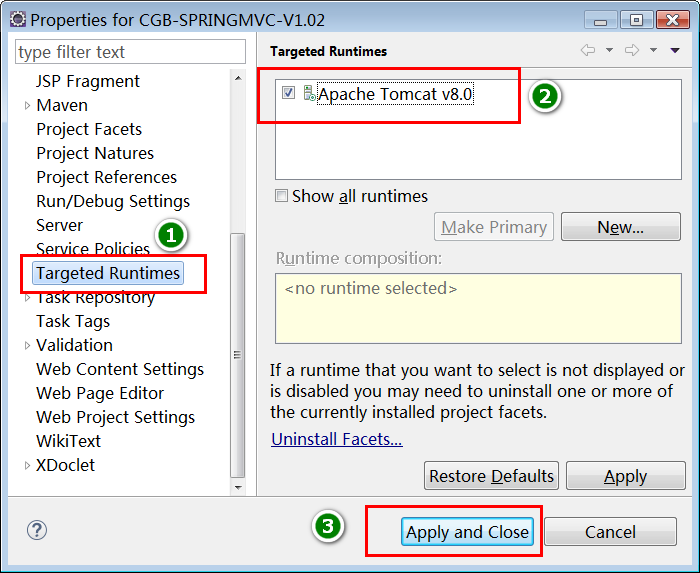 Properties for CGB-SPRINGMVC-V1.02
type filter text
JSP Fragment
Maven
Project Facets
Project Natures
Project References
Run/Debug Settings
Server
Service Policies
1
Targeted Runtimes
Task Repository
Task Tags
Validation
Web Content Settings
Web Page Editor
Web Project Settings
WikiText
XDoclet
Targeted Runtimes
Apache Tomcat v8.0
2
Show all runtimes
Make Primary
New...
Runtime composition:
<no runtime selected>
If a runtime that you want to select is not displayed or
is disabled you may need to uninstall one or more of
the currently installed project facets.
Uninstall Facets...
Restore Defaults
Apply
?
3
Apply and Close
Cancel